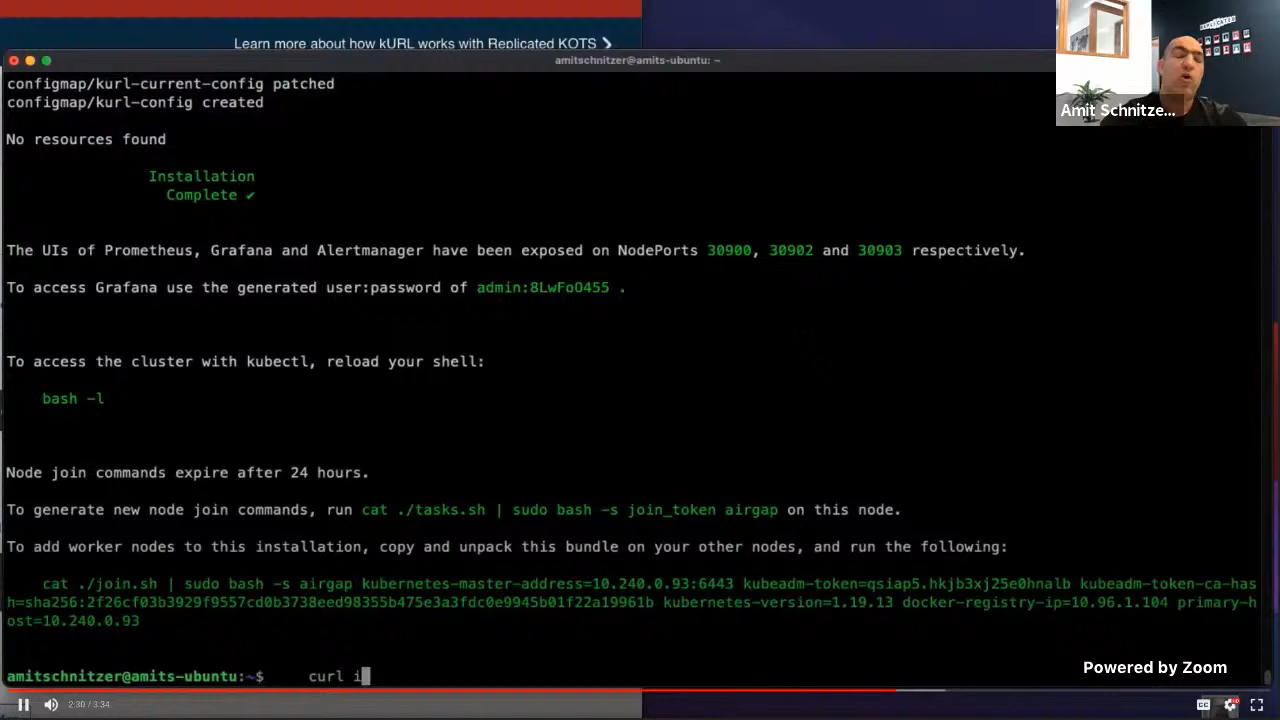 Learn more about how kURL works with Replicated KOTS ❯
amitschnitzer@amits-ubuntu: ~
configmap/kurl-current-config patched
configmap/kurl-config created
No resources found
Installation
Complete ✔
The UIs of Prometheus, Grafana and Alertmanager have been exposed on NodePorts 30900, 30902 and 30903 respectively.
To access Grafana use the generated user:password of admin:8LwFoO455 .
To access the cluster with kubectl, reload your shell:
bash -l
Node join commands expire after 24 hours.
To generate new node join commands, run cat ./tasks.sh | sudo bash -s join_token airgap on this node.
To add worker nodes to this installation, copy and unpack this bundle on your other nodes, and run the following:
cat ./join.sh | sudo bash -s airgap kubernetes-master-address=10.240.0.93:6443 kubeadm-token=qsiap5.hkjb3xj25e0hnalb kubeadm-token-ca-has
h=sha256:2f26cf03b3929f9557cd0b3738eed98355b475e3a3fdc0e9945b01f22a19961b kubernetes-version=1.19.13 docker-registry-ip=10.96.1.104 primary-h
ost=10.240.0.93
amitschnitzer@amits-ubuntu:~$ curl i
REPLICATED
Amit Schnitze...
Powered by Zoom
2:30 / 3:34
CC